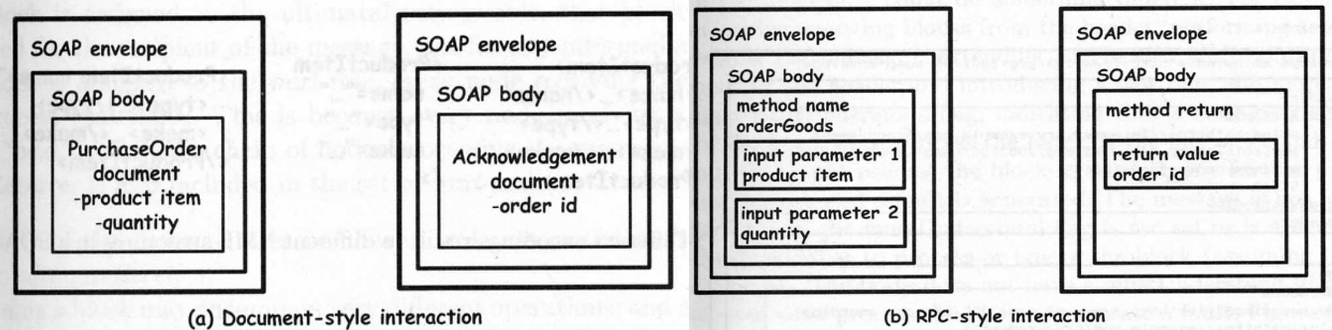 SOAP envelope
SOAP body
PurchaseOrder
document
-product item
-quantity
SOAP envelope
SOAP body
Acknowledgement
document
-order id
(a) Document-style interaction
SOAP envelope
SOAP body
method name
orderGoods
input parameter 1
product item
input parameter 2
quantity
SOAP envelope
SOAP body
method return
return value
order id
(b) RPC-style interaction